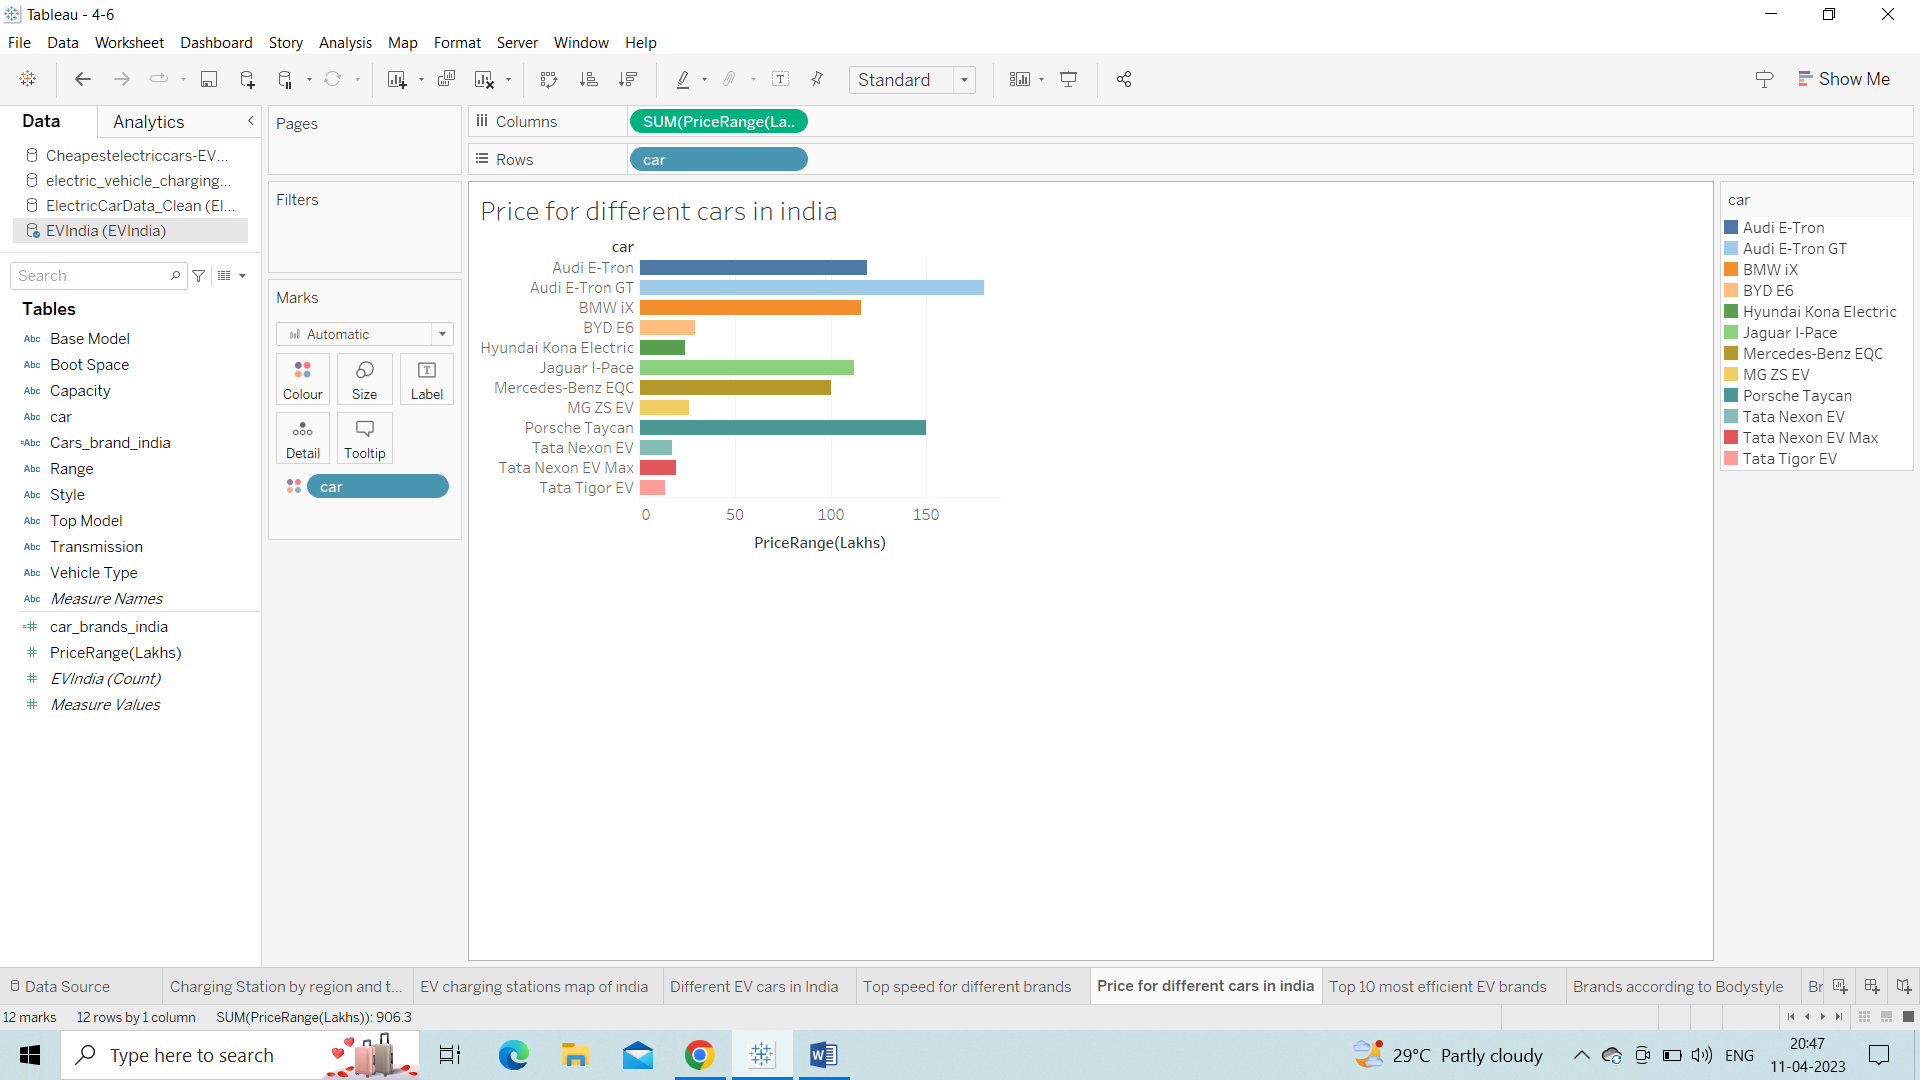 Tableau - 4-6
File Data Worksheet Dashboard Story Analysis Map Format Server Window Help
Standard
Show Me
Data Analytics
Cheapestelectriccars-EV...
electric_vehicle_charging...
ElectricCarData_Clean (El...
EVIndia (EVIndia)
Search
Tables
Abc Base Model
Abc Boot Space
Abc Capacity
Abc car
=Abc Cars_brand_india
Abc Range
Abc Style
Abc Top Model
Abc Transmission
Abc Vehicle Type
Abc Measure Names
=# car_brands_india
# PriceRange(Lakhs)
# EVIndia (Count)
# Measure Values
Pages
Filters
Marks
Automatic
Colour Size Label
Detail Tooltip
car
Columns SUM(PriceRange(La..
Rows car
Price for different cars in india
car
Audi E-Tron
Audi E-Tron GT
BMW iX
BYD E6
Hyundai Kona Electric
Jaguar I-Pace
Mercedes-Benz EQC
MG ZS EV
Porsche Taycan
Tata Nexon EV
Tata Nexon EV Max
Tata Tigor EV
0 50 100 150
PriceRange(Lakhs)
car
Audi E-Tron
Audi E-Tron GT
BMW iX
BYD E6
Hyundai Kona Electric
Jaguar I-Pace
Mercedes-Benz EQC
MG ZS EV
Porsche Taycan
Tata Nexon EV
Tata Nexon EV Max
Tata Tigor EV
Data Source Charging Station by region and t... EV charging stations map of india Different EV cars in India Top speed for different brands Price for different cars in india Top 10 most efficient EV brands Brands according to Bodystyle Br
12 marks 12 rows by 1 column SUM(PriceRange(Lakhs)): 906.3
Type here to search
29°C Partly cloudy
ENG
20:47
11-04-2023